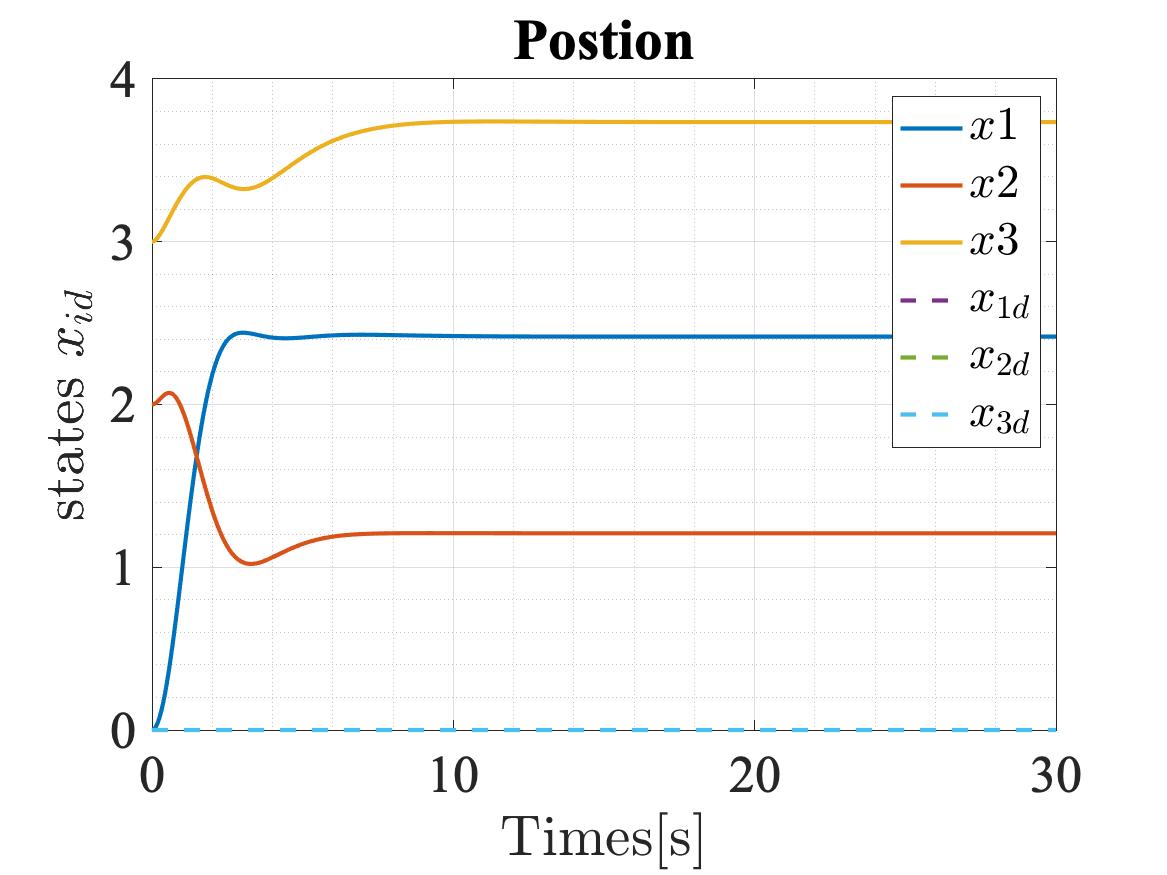 Postion
4
3
2
1
0
states x_{id}
0 10 20 30
Times[s]
x1
x2
x3
x_{1d}
x_{2d}
x_{3d}